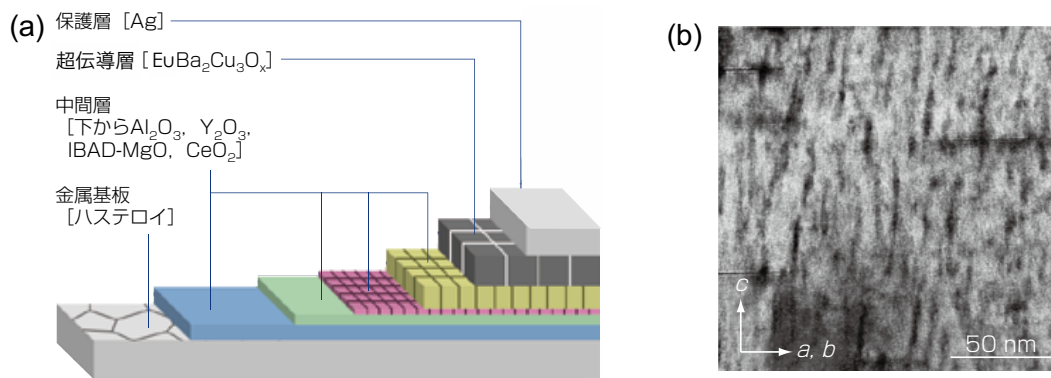 (a)
保護層 [Ag]
超伝導層 [EuBa₂Cu₃Oₓ]
中間層
[下からAl₂O₃, Y₂O₃,
IBAD-MgO, CeO₂]
金属基板
[ハステロイ]
(b)
c
a, b
50 nm